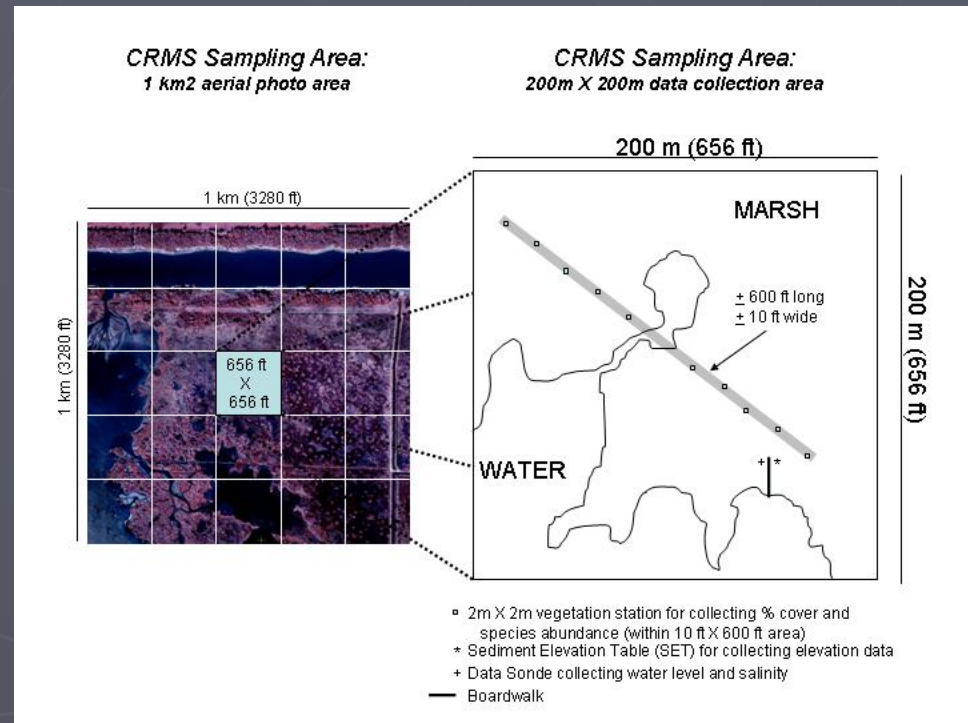 CRMS Sampling Area:
1 km2 aerial photo area
CRMS Sampling Area:
200m X 200m data collection area
1 km (3280 ft)
1 km (3280 ft)
656 ft
X
656 ft
200 m (656 ft)
200 m (656 ft)
MARSH
+ 600 ft long
+ 10 ft wide
WATER
+ *
▫ 2m X 2m vegetation station for collecting % cover and
species abundance (within 10 ft X 600 ft area)
* Sediment Elevation Table (SET) for collecting elevation data
+ Data Sonde collecting water level and salinity
Boardwalk